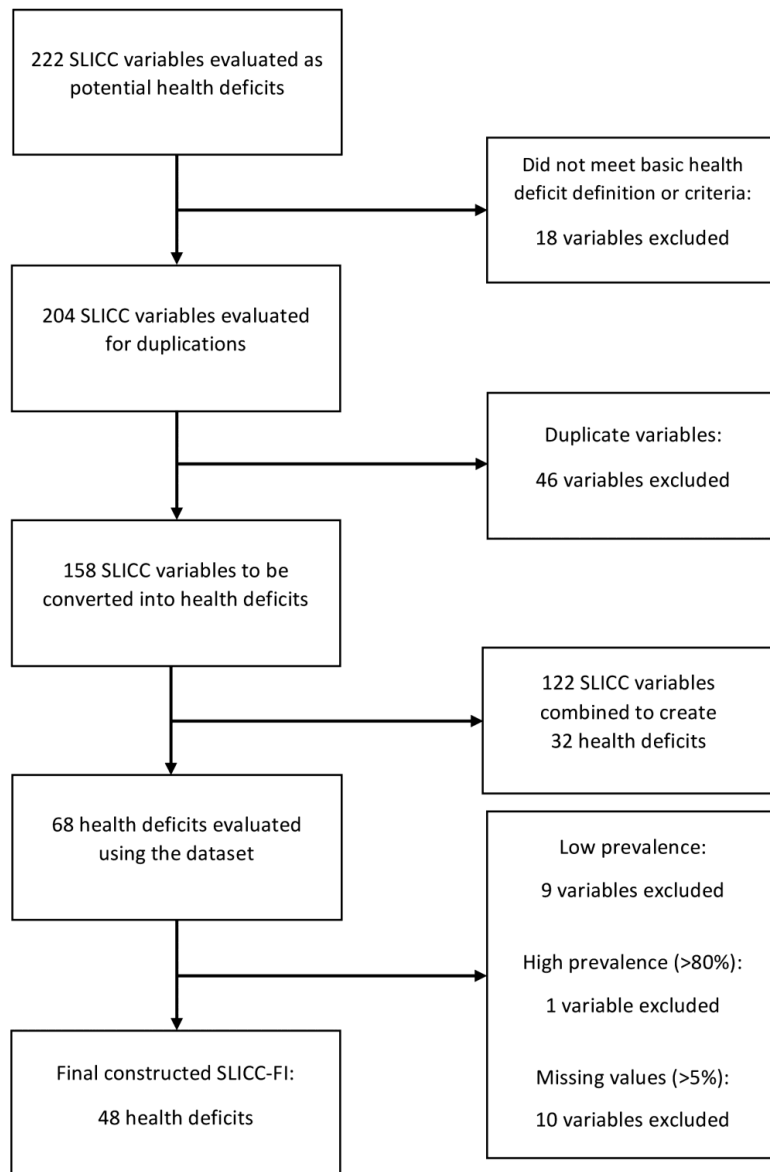 222 SLICC variables evaluated as
potential health deficits
Did not meet basic health
deficit definition or criteria:
18 variables excluded
204 SLICC variables evaluated
for duplications
Duplicate variables:
46 variables excluded
158 SLICC variables to be
converted into health deficits
122 SLICC variables
combined to create
32 health deficits
68 health deficits evaluated
using the dataset
Low prevalence:
9 variables excluded
High prevalence (>80%):
1 variable excluded
Missing values (>5%):
10 variables excluded
Final constructed SLICC-FI:
48 health deficits